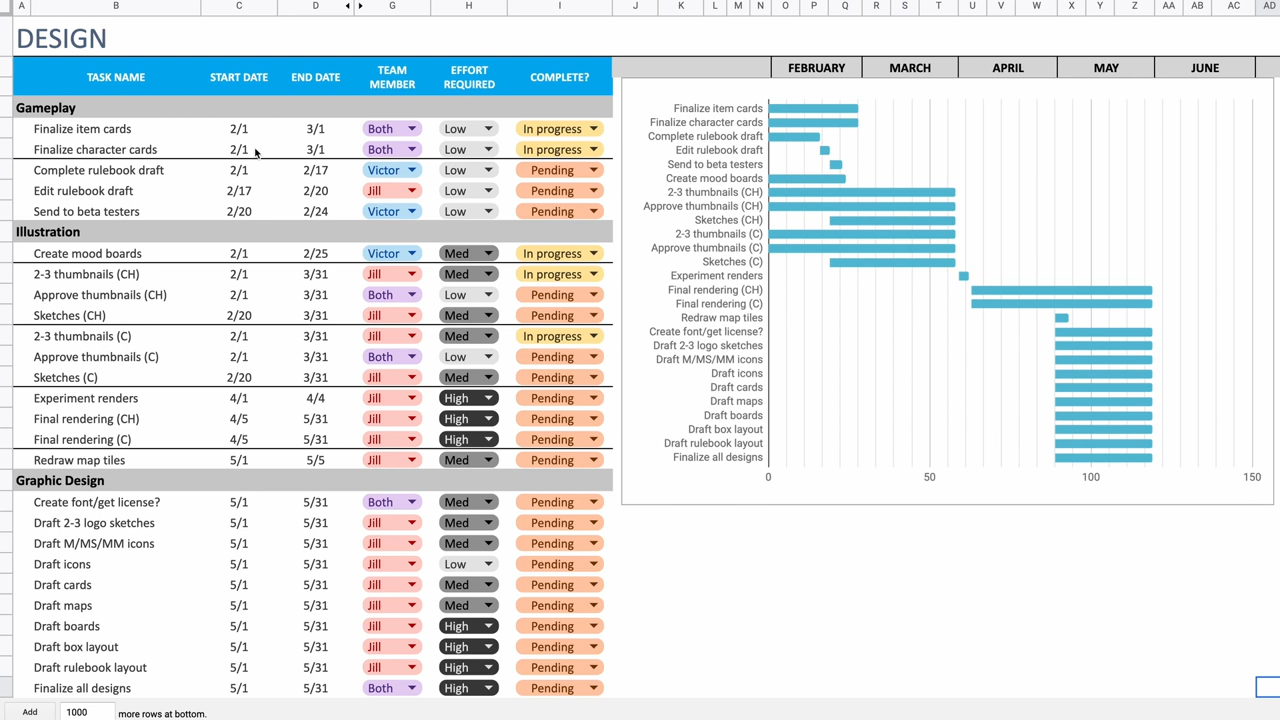 A B C D G H I J K L M N O P Q R S T U V W X Y Z AA AB AC AD
DESIGN
TASK NAME START DATE END DATE TEAM MEMBER EFFORT REQUIRED COMPLETE? FEBRUARY MARCH APRIL MAY JUNE
Gameplay
Finalize item cards 2/1 3/1 Both Low In progress
Finalize character cards 2/1 3/1 Both Low In progress
Complete rulebook draft 2/1 2/17 Victor Low Pending
Edit rulebook draft 2/17 2/20 Jill Low Pending
Send to beta testers 2/20 2/24 Victor Low Pending
Illustration
Create mood boards 2/1 2/25 Victor Med In progress
2-3 thumbnails (CH) 2/1 3/31 Jill Med In progress
Approve thumbnails (CH) 2/1 3/31 Both Low Pending
Sketches (CH) 2/20 3/31 Jill Med Pending
2-3 thumbnails (C) 2/1 3/31 Jill Med In progress
Approve thumbnails (C) 2/1 3/31 Both Low Pending
Sketches (C) 2/20 3/31 Jill Med Pending
Experiment renders 4/1 4/4 Jill High Pending
Final rendering (CH) 4/5 5/31 Jill High Pending
Final rendering (C) 4/5 5/31 Jill High Pending
Redraw map tiles 5/1 5/5 Jill Med Pending
Graphic Design
Create font/get license? 5/1 5/31 Both Med Pending
Draft 2-3 logo sketches 5/1 5/31 Jill Med Pending
Draft M/MS/MM icons 5/1 5/31 Jill Med Pending
Draft icons 5/1 5/31 Jill Low Pending
Draft cards 5/1 5/31 Jill Med Pending
Draft maps 5/1 5/31 Jill Med Pending
Draft boards 5/1 5/31 Jill High Pending
Draft box layout 5/1 5/31 Jill High Pending
Draft rulebook layout 5/1 5/31 Jill High Pending
Finalize all designs 5/1 5/31 Both High Pending
Finalize item cards
Finalize character cards
Complete rulebook draft
Edit rulebook draft
Send to beta testers
Create mood boards
2-3 thumbnails (CH)
Approve thumbnails (CH)
Sketches (CH)
2-3 thumbnails (C)
Approve thumbnails (C)
Sketches (C)
Experiment renders
Final rendering (CH)
Final rendering (C)
Redraw map tiles
Create font/get license?
Draft 2-3 logo sketches
Draft M/MS/MM icons
Draft icons
Draft cards
Draft maps
Draft boards
Draft box layout
Draft rulebook layout
Finalize all designs
0 50 100 150
Add 1000 more rows at bottom.